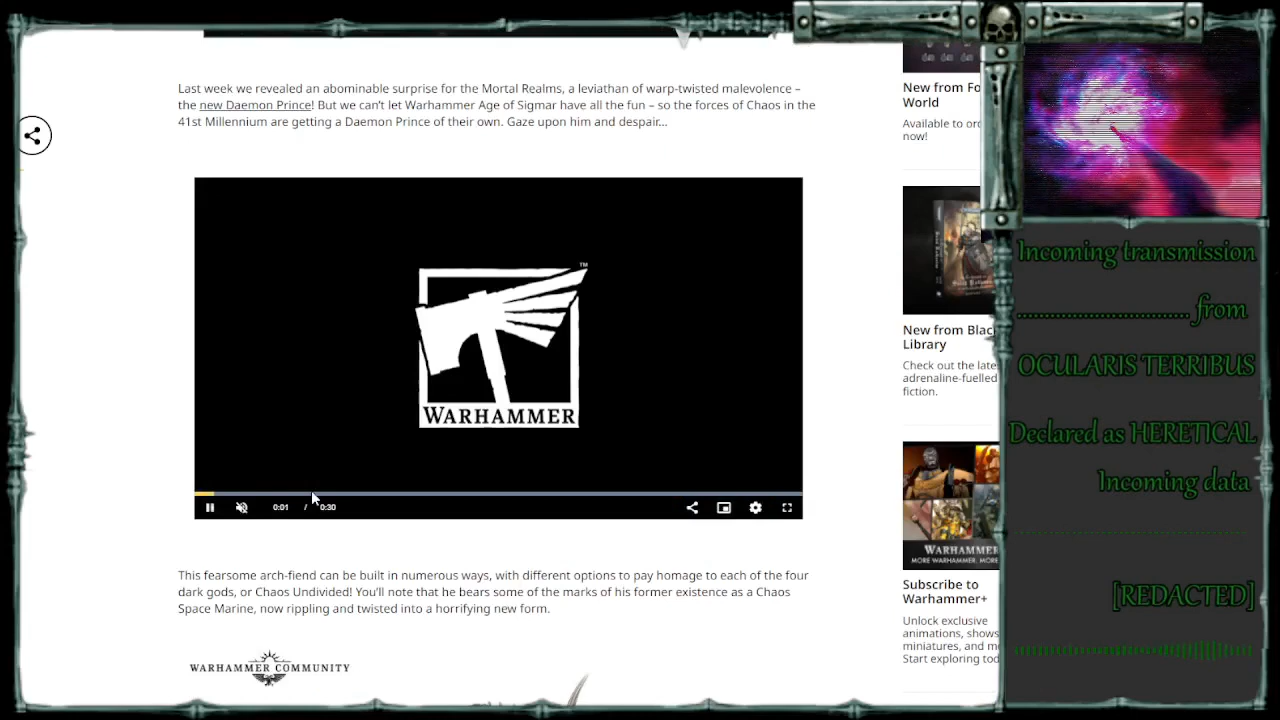 Last week we revealed an abominable surprise for the Mortal Realms, a leviathan of warp-twisted malevolence –
the new Daemon Prince! But we can't let Warhammer Age of Sigmar have all the fun – so the forces of Chaos in the
41st Millennium are getting a Daemon Prince of their own. Gaze upon him and despair...
TM
WARHAMMER
0:01 / 0:30
This fearsome arch-fiend can be built in numerous ways, with different options to pay homage to each of the four
dark gods, or Chaos Undivided! You'll note that he bears some of the marks of his former existence as a Chaos
Space Marine, now rippling and twisted into a horrifying new form.
WARHAMMER COMMUNITY
New from
World
Available to
now!
New from
Library
Check out the
adrenaline-fuelled
fiction.
WARHAMMER
MORE WARHAMMER, MORE
Subscribe to
Warhammer+
Unlock exclusive
animations, shows
miniatures, and
Start exploring
Incoming transmission
.............................. from
OCULARIS TERRIBUS
Declared as HERETICAL
Incoming data
[REDACTED]